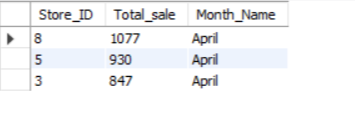 Store_ID Total_sale Month_Name
8 1077 April
5 930 April
3 847 April